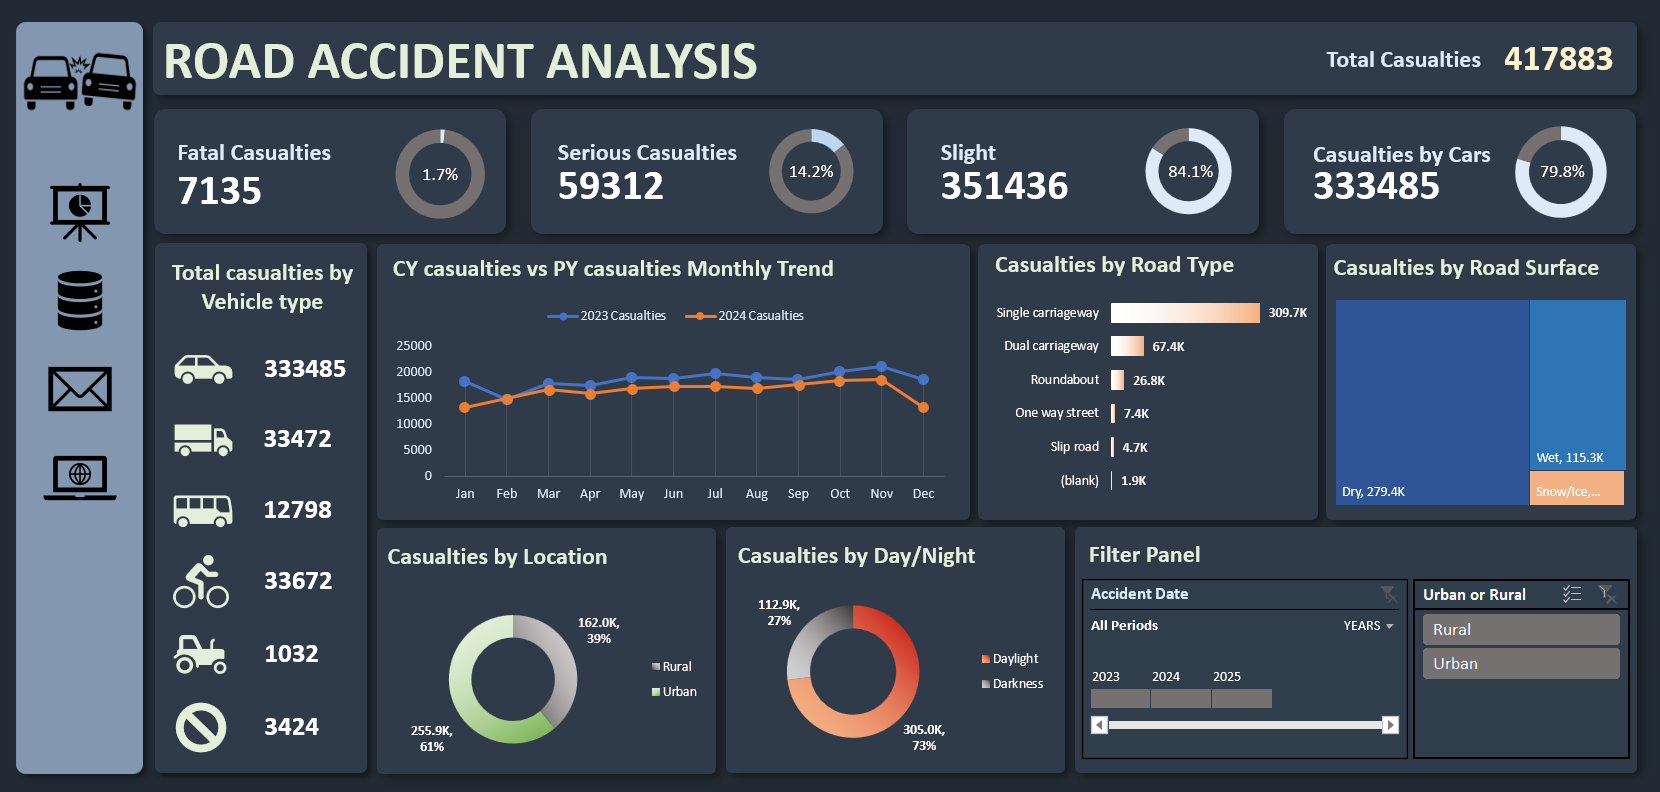 ROAD ACCIDENT ANALYSIS
Total Casualties 417883
Fatal Casualties
7135
1.7%
Serious Casualties
59312
14.2%
Slight
351436
84.1%
Casualties by Cars
333485
79.8%
Total casualties by
Vehicle type
333485
33472
12798
33672
1032
3424
CY casualties vs PY casualties Monthly Trend
2023 Casualties 2024 Casualties
25000
20000
15000
10000
5000
0
Jan Feb Mar Apr May Jun Jul Aug Sep Oct Nov Dec
Casualties by Road Type
Single carriageway 309.7K
Dual carriageway 67.4K
Roundabout 26.8K
One way street 7.4K
Slip road 4.7K
(blank) 1.9K
Casualties by Road Surface
Dry, 279.4K
Wet, 115.3K
Snow/Ice,...
Casualties by Location
162.0K,
39%
Rural
Urban
255.9K,
61%
Casualties by Day/Night
112.9K,
27%
Daylight
Darkness
305.0K,
73%
Filter Panel
Accident Date
All Periods YEARS
2023 2024 2025
Urban or Rural
Rural
Urban